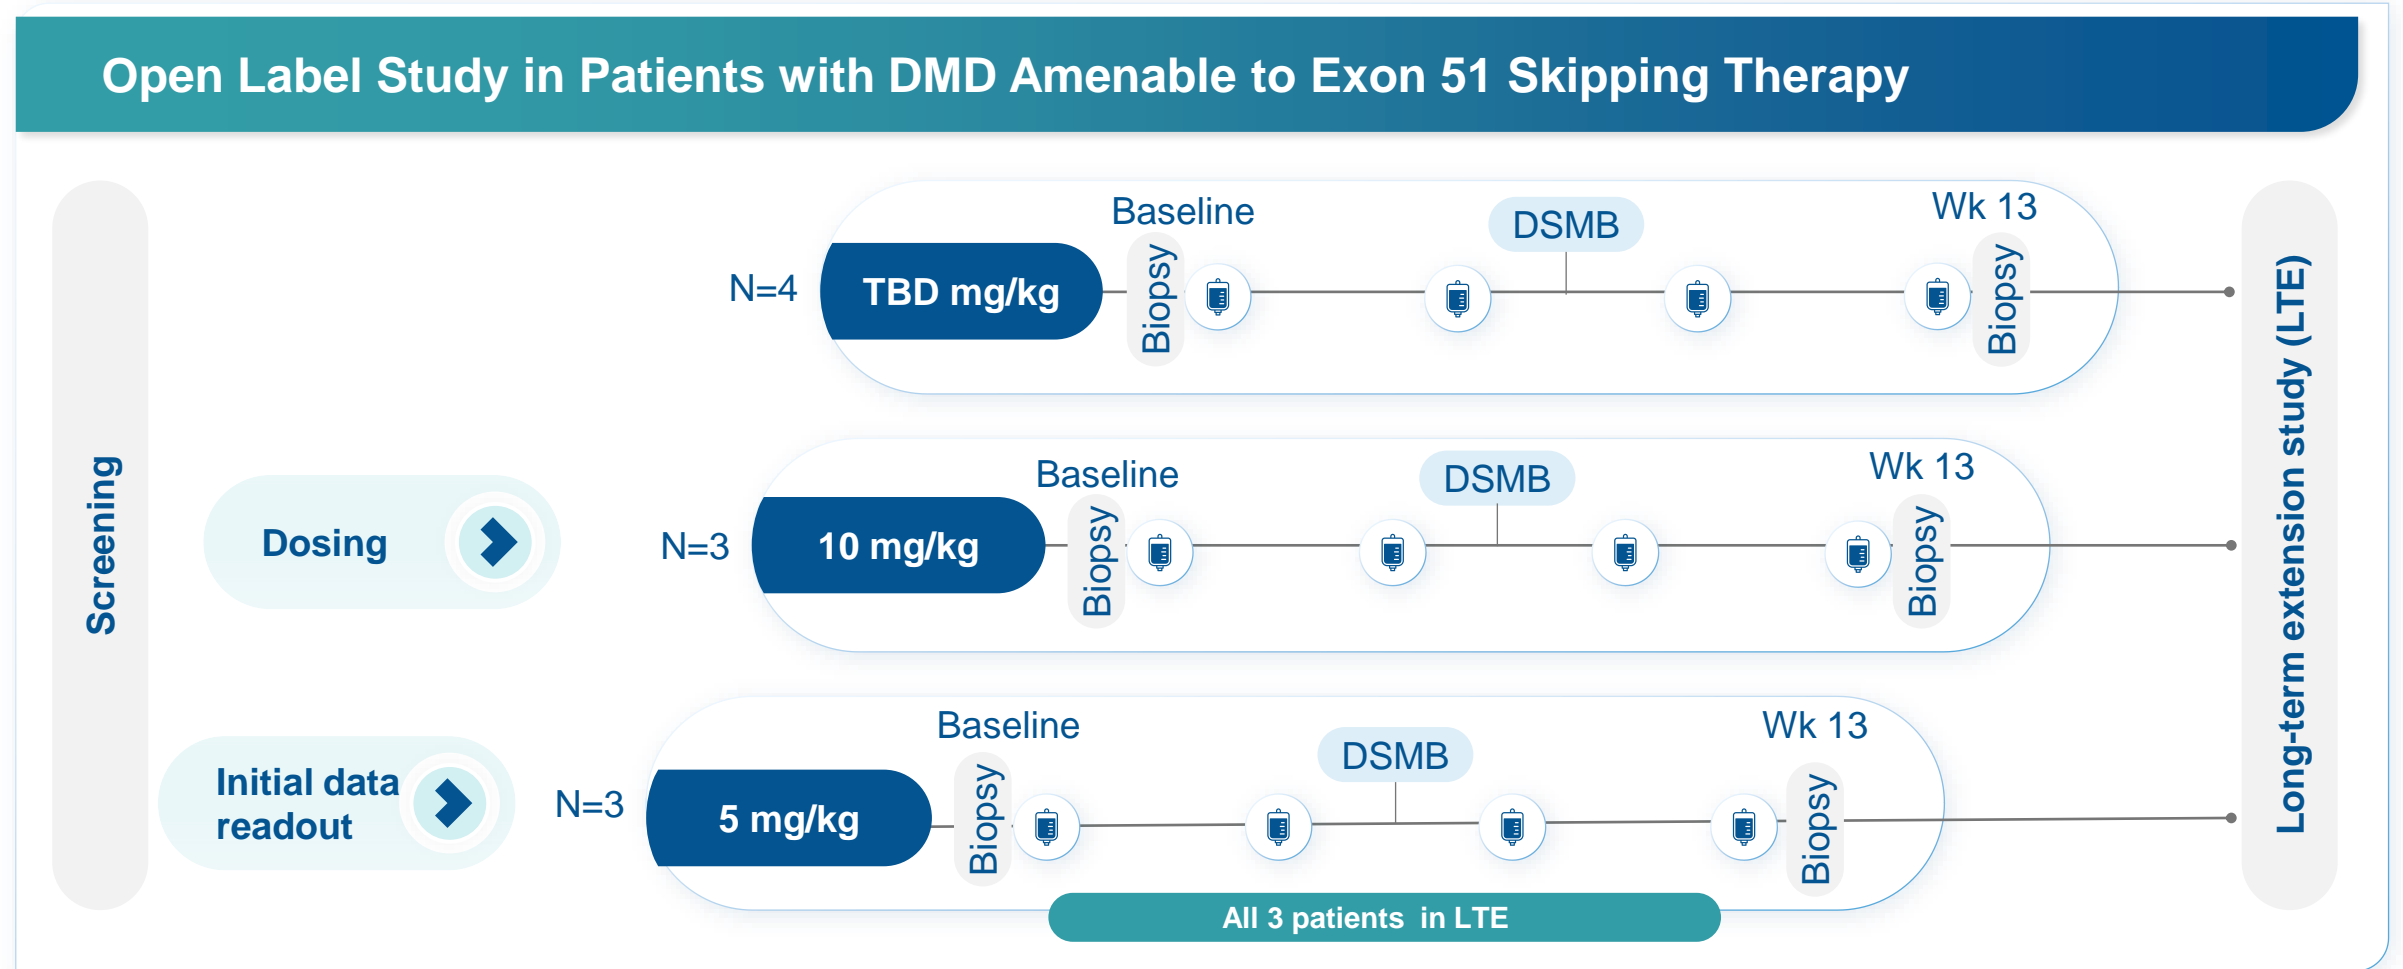 Open Label Study in Patients with DMD Amenable to Exon 51 Skipping Therapy
Screening
N=4
TBD mg/kg
Baseline
Biopsy
DSMB
Wk 13
Biopsy
Dosing
N=3
10 mg/kg
Baseline
Biopsy
DSMB
Wk 13
Biopsy
Initial data
readout
N=3
5 mg/kg
Baseline
Biopsy
DSMB
Wk 13
Biopsy
All 3 patients in LTE
Long-term extension study (LTE)